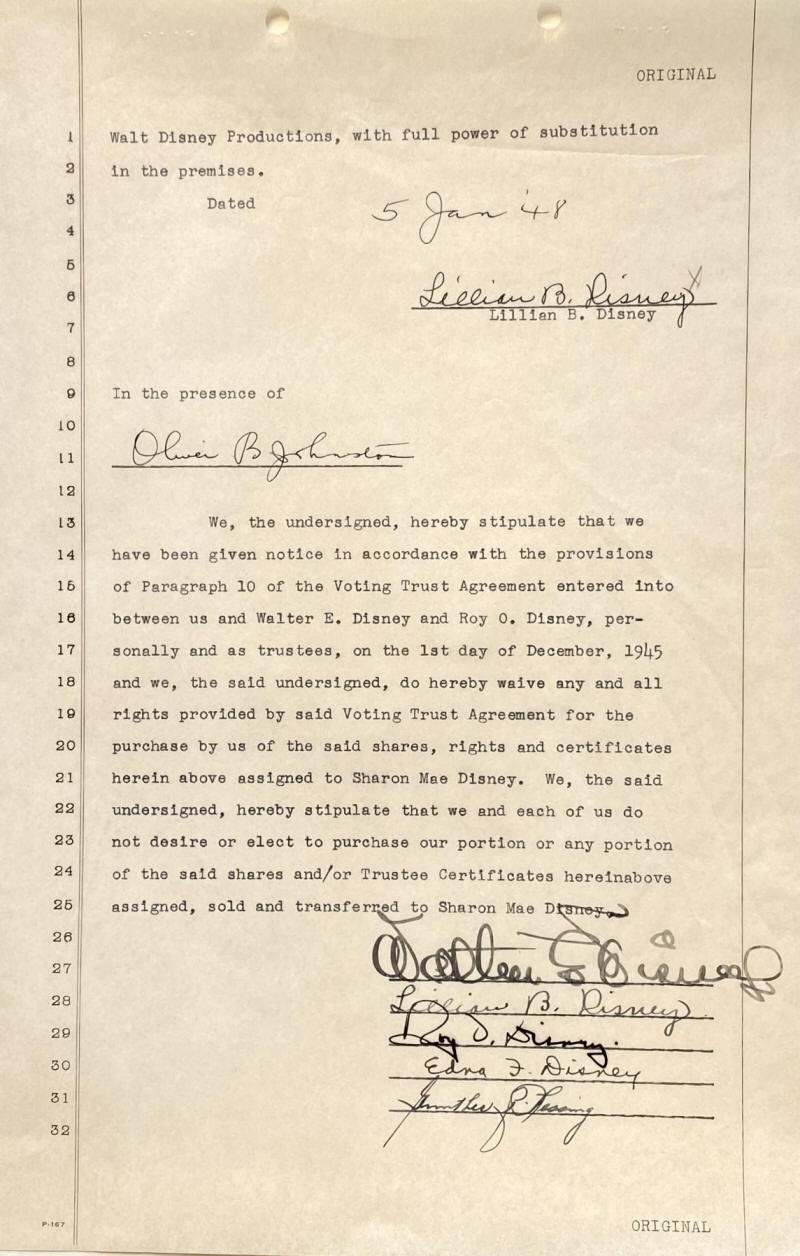 ORIGINAL
1 Walt Disney Productions, with full power of substitution
2 in the premises.
3 Dated 5 Jan '48
4
5
6 Lillian B. Disney
Lillian B. Disney
7
8
9 In the presence of
10
11 Oliver B Johnston
12
13 We, the undersigned, hereby stipulate that we
14 have been given notice in accordance with the provisions
15 of Paragraph 10 of the Voting Trust Agreement entered into
16 between us and Walter E. Disney and Roy O. Disney, per-
17 sonally and as trustees, on the 1st day of December, 1945
18 and we, the said undersigned, do hereby waive any and all
19 rights provided by said Voting Trust Agreement for the
20 purchase by us of the said shares, rights and certificates
21 herein above assigned to Sharon Mae Disney. We, the said
22 undersigned, hereby stipulate that we and each of us do
23 not desire or elect to purchase our portion or any portion
24 of the said shares and/or Trustee Certificates hereinabove
25 assigned, sold and transferred to Sharon Mae Disney.
26
27 Walter E Disney
28 Lillian B. Disney.
29 Roy O. Disney.
30 Edna F. Disney
31 Gunther R. Lessing
32
P-167
ORIGINAL